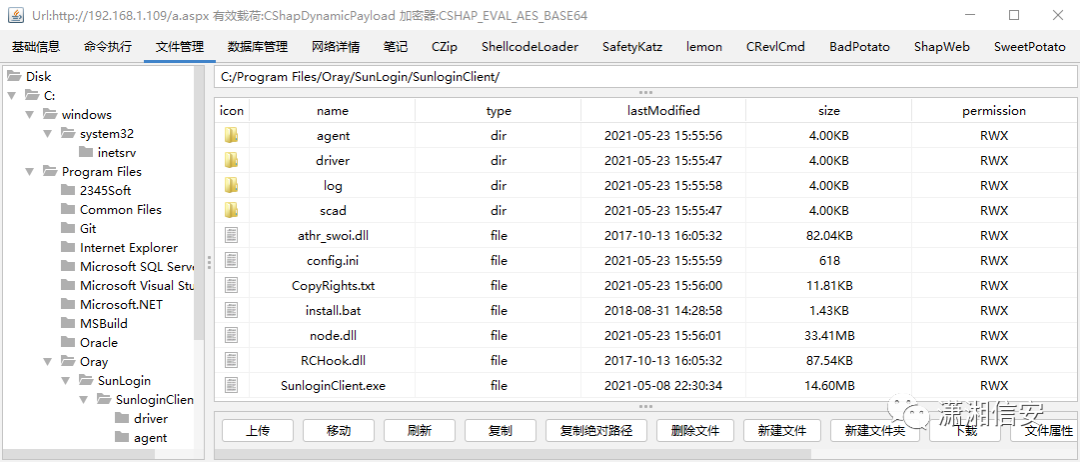 Url:http://192.168.1.109/a.aspx 有效载荷:CShapDynamicPayload 加密器:CSHAP_EVAL_AES_BASE64
基础信息 命令执行 文件管理 数据库管理 网络详情 笔记 CZip ShellcodeLoader SafetyKatz lemon CRevlCmd BadPotato ShapWeb SweetPotato
Disk
C:
windows
system32
inetsrv
Program Files
2345Soft
Common Files
Git
Internet Explorer
Microsoft SQL Serve
Microsoft Visual Stu
Microsoft.NET
MSBuild
Oracle
Oray
SunLogin
SunloginClien
driver
agent
C:/Program Files/Oray/SunLogin/SunloginClient/
icon name type lastModified size permission
agent dir 2021-05-23 15:55:56 4.00KB RWX
driver dir 2021-05-23 15:55:47 4.00KB RWX
log dir 2021-05-23 15:55:58 4.00KB RWX
scad dir 2021-05-23 15:55:47 4.00KB RWX
athr_swoi.dll file 2017-10-13 16:05:32 82.04KB RWX
config.ini file 2021-05-23 15:55:59 618 RWX
CopyRights.txt file 2021-05-23 15:56:00 11.81KB RWX
install.bat file 2018-08-31 14:28:58 1.43KB RWX
node.dll file 2021-05-23 15:56:01 33.41MB RWX
RCHook.dll file 2017-10-13 16:05:32 87.54KB RWX
SunloginClient.exe file 2021-05-08 22:30:34 14.60MB RWX
潇湘信安
上传 移动 刷新 复制 复制绝对路径 删除文件 新建文件 新建文件夹 下载 文件属性